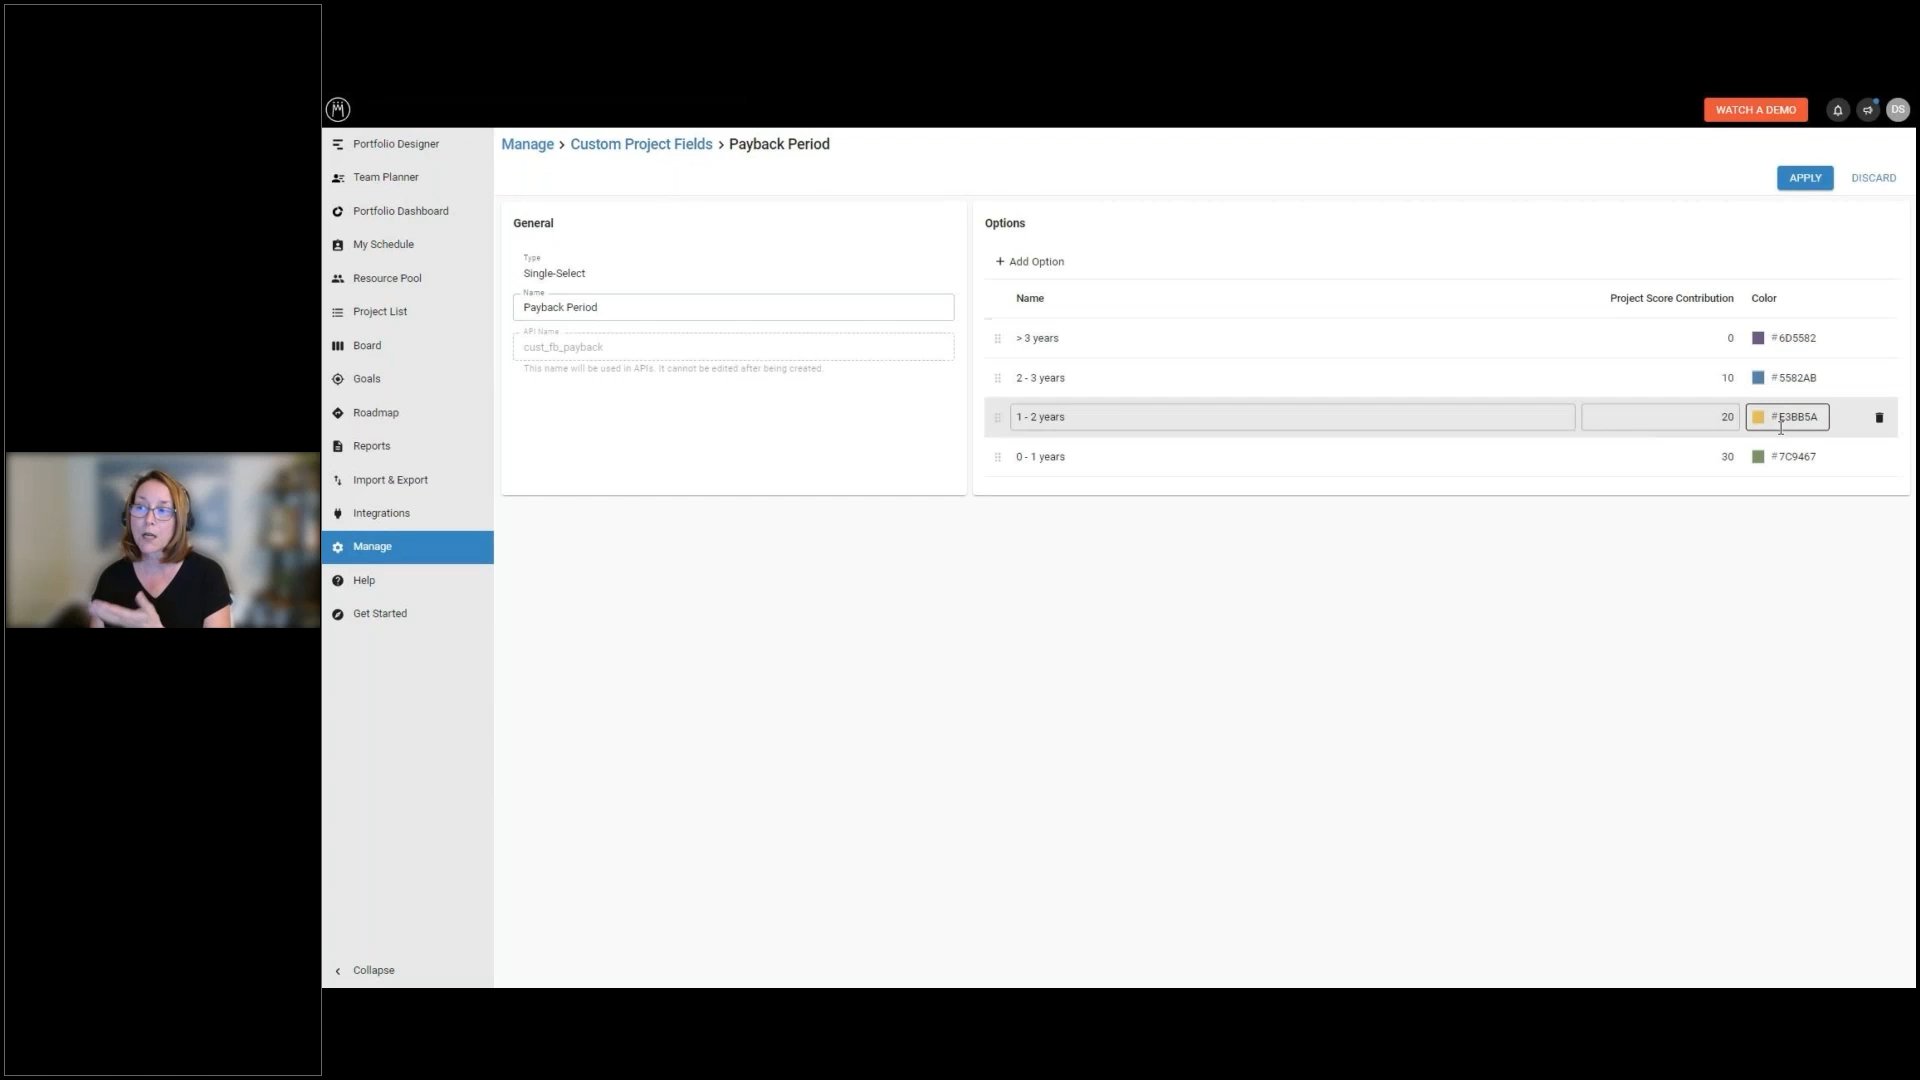 WATCH A DEMO
DS
Portfolio Designer
Team Planner
Portfolio Dashboard
My Schedule
Resource Pool
Project List
Board
Goals
Roadmap
Reports
Import & Export
Integrations
Manage
Help
Get Started
Collapse
Manage > Custom Project Fields > Payback Period
APPLY
DISCARD
General
Type
Single-Select
Name
Payback Period
API Name
cust_fb_payback
This name will be used in APIs. It cannot be edited after being created.
Options
+ Add Option
Name Project Score Contribution Color
> 3 years 0 #6D5582
2 - 3 years 10 #5582AB
1 - 2 years 20 #E3BB5A
0 - 1 years 30 #7C9467